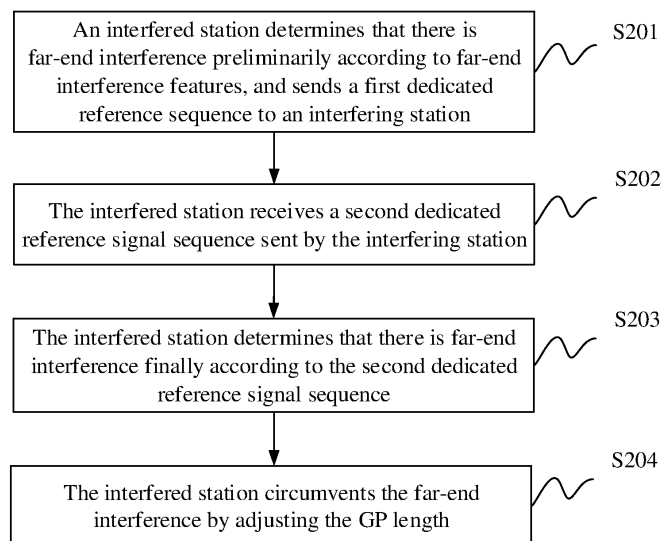 An interfered station determines that there is
far-end interference preliminarily according to far-end
interference features, and sends a first dedicated
reference sequence to an interfering station
S201
The interfered station receives a second dedicated
reference signal sequence sent by the interfering station
S202
The interfered station determines that there is far-end
interference finally according to the second dedicated
reference signal sequence
S203
The interfered station circumvents the far-end
interference by adjusting the GP length
S204